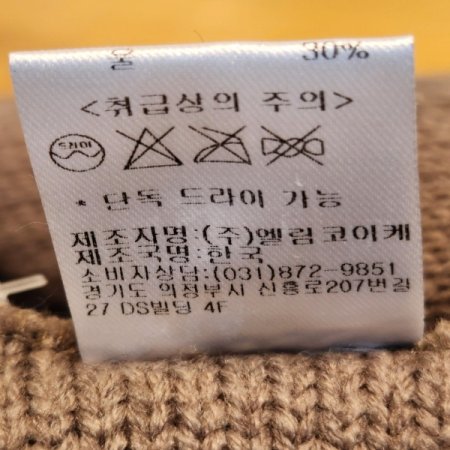 울 30%
<취급상의 주의>
* 단독 드라이 가능
제조자명:(주)엘림코이케
제조국명:한국
소비자상담:(031)872-9851
경기도 의정부시 신흥로207번길
27 DS빌딩 4F